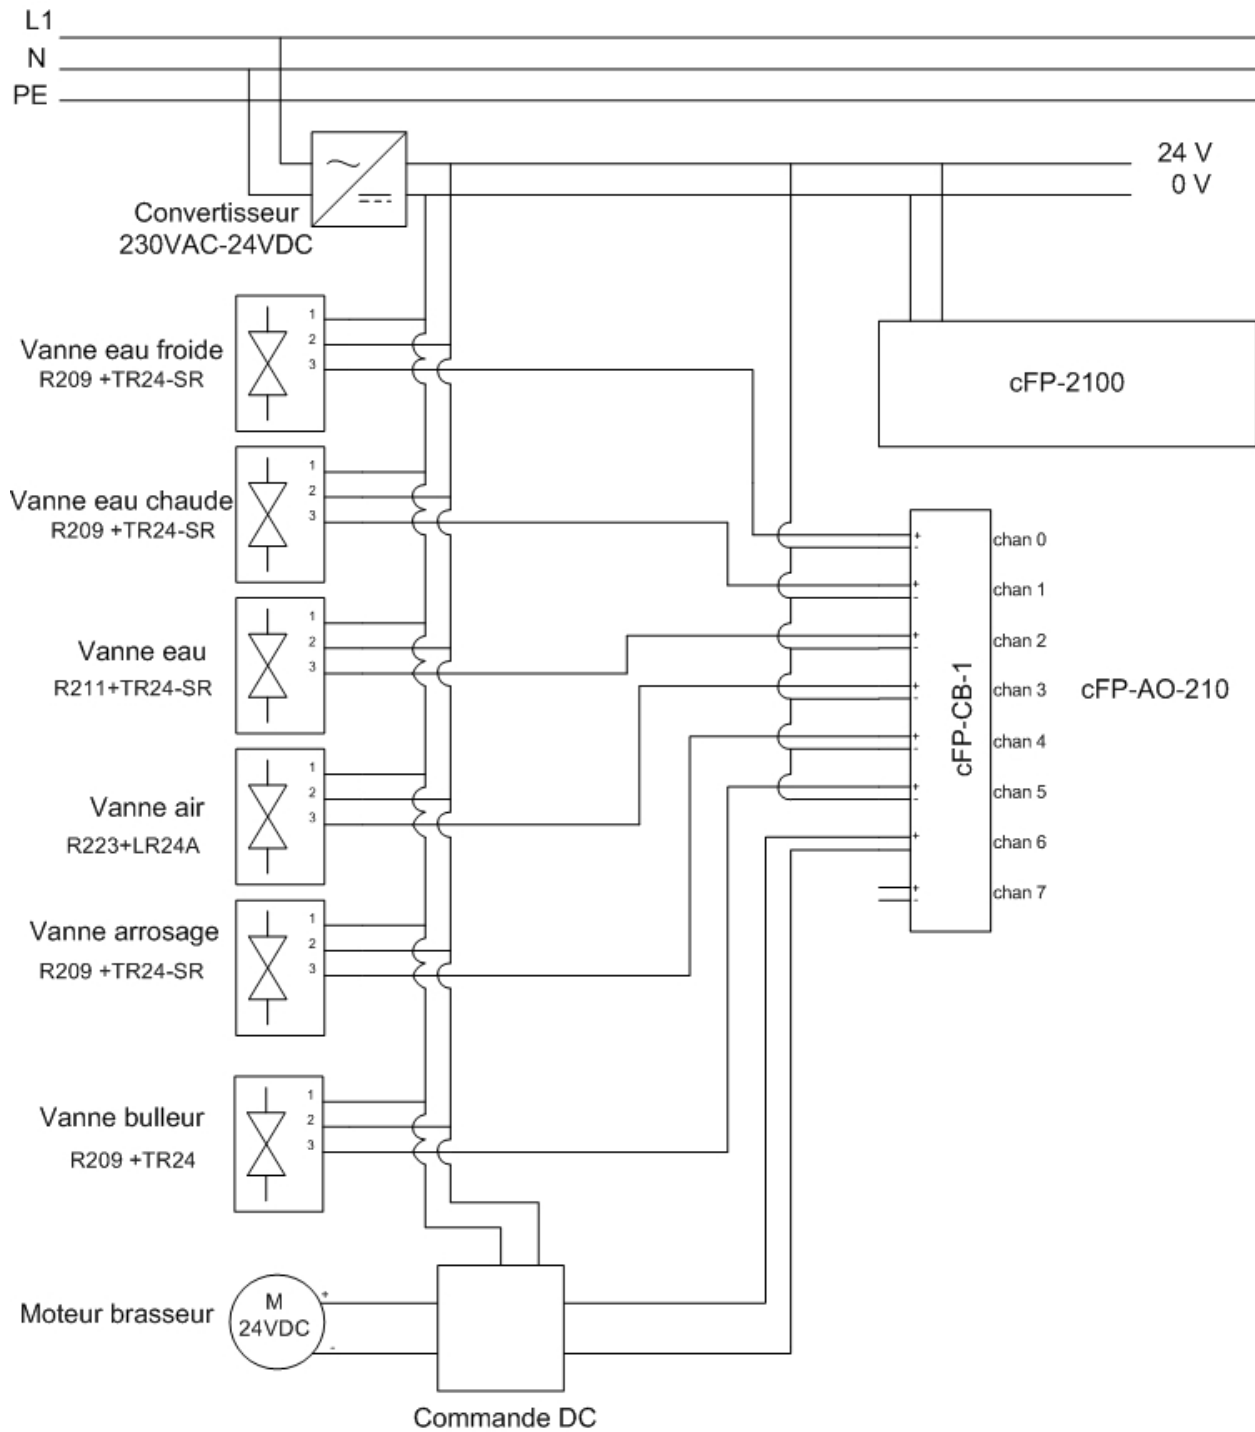 L1
N
PE
24 V
0 V
Convertisseur
230VAC-24VDC
1
2
3
Vanne eau froide
R209 +TR24-SR
cFP-2100
1
2
3
Vanne eau chaude
R209 +TR24-SR
1
2
3
Vanne eau
R211+TR24-SR
1
2
3
Vanne air
R223+LR24A
1
2
3
Vanne arrosage
R209 +TR24-SR
1
2
3
Vanne bulleur
R209 +TR24
+
-
chan 0
+
-
chan 1
+
-
chan 2
+
-
chan 3
+
-
chan 4
+
-
chan 5
+
chan 6
+
-
chan 7
cFP-CB-1
cFP-AO-210
Moteur brasseur
M
24VDC
+
-
Commande DC